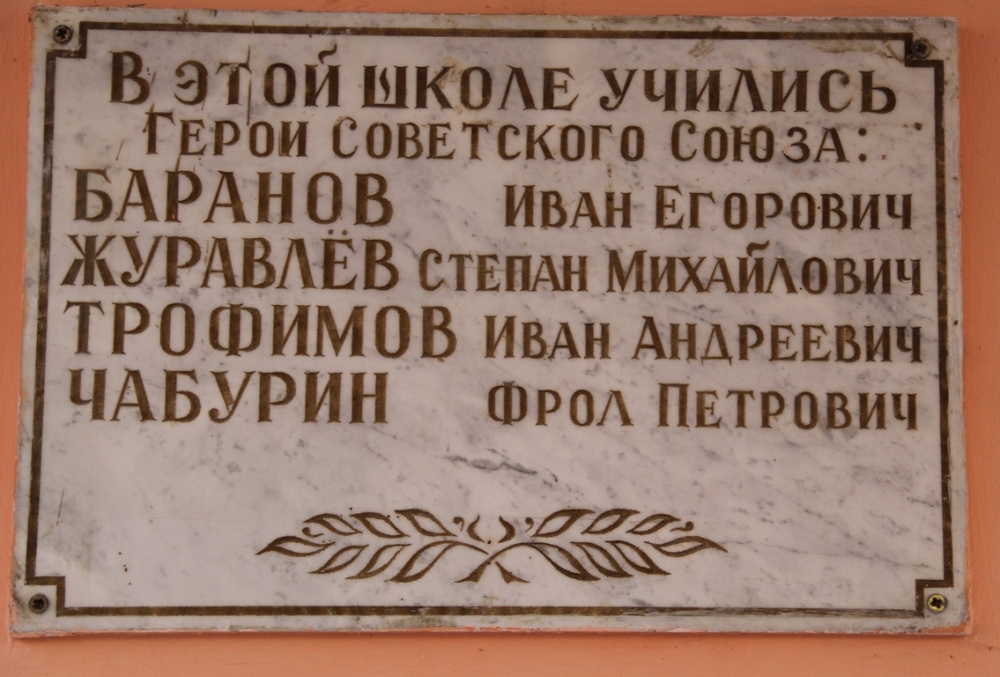 В этой школе учились
Герои Советского Союза:
БАРАНОВ Иван Егорович
ЖУРАВЛЁВ Степан Михайлович
ТРОФИМОВ Иван Андреевич
ЧАБУРИН Фрол Петрович